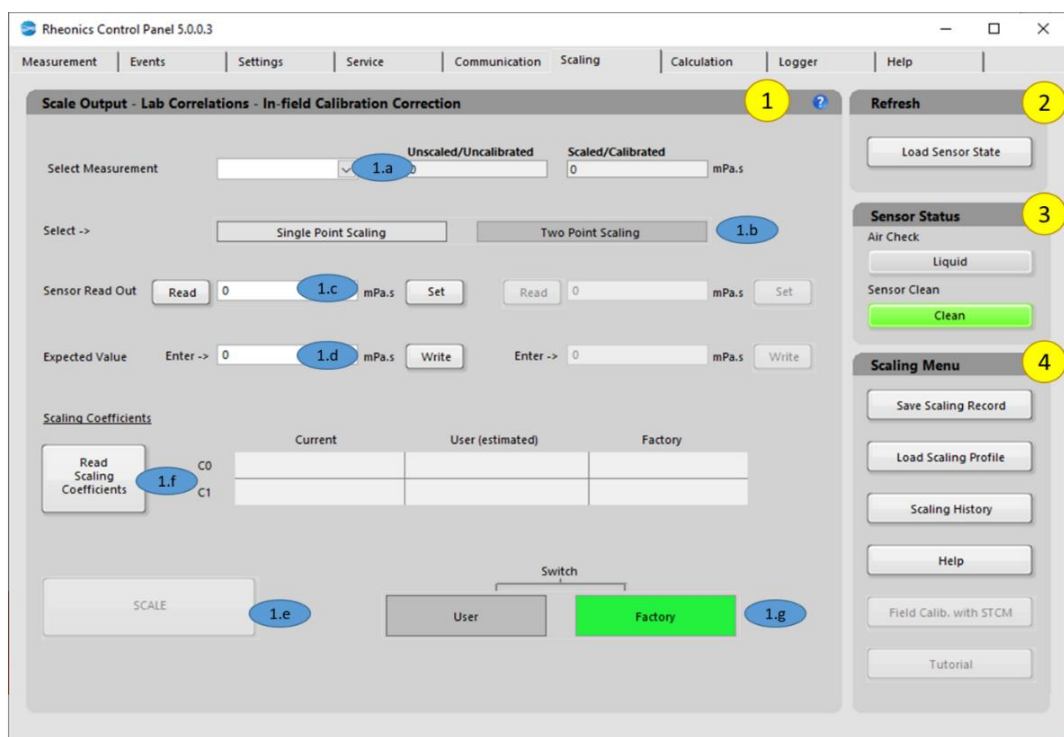 Rheonics Control Panel 5.0.0.3
Measurement Events Settings Service Communication Scaling Calculation Logger Help
Scale Output - Lab Correlations - In-field Calibration Correction 1 ?
Unscaled/Uncalibrated Scaled/Calibrated
Select Measurement 1.a 0 0 mPa.s
Select -> Single Point Scaling Two Point Scaling 1.b
Sensor Read Out Read 0 1.c mPa.s Set Read 0 mPa.s Set
Expected Value Enter -> 0 1.d mPa.s Write Enter -> 0 mPa.s Write
Scaling Coefficients
Current User (estimated) Factory
Read
Scaling
Coefficients
1.f
C0
C1
Switch
SCALE 1.e User Factory 1.g
Refresh 2
Load Sensor State
Sensor Status 3
Air Check
Liquid
Sensor Clean
Clean
Scaling Menu 4
Save Scaling Record
Load Scaling Profile
Scaling History
Help
Field Calib. with STCM
Tutorial